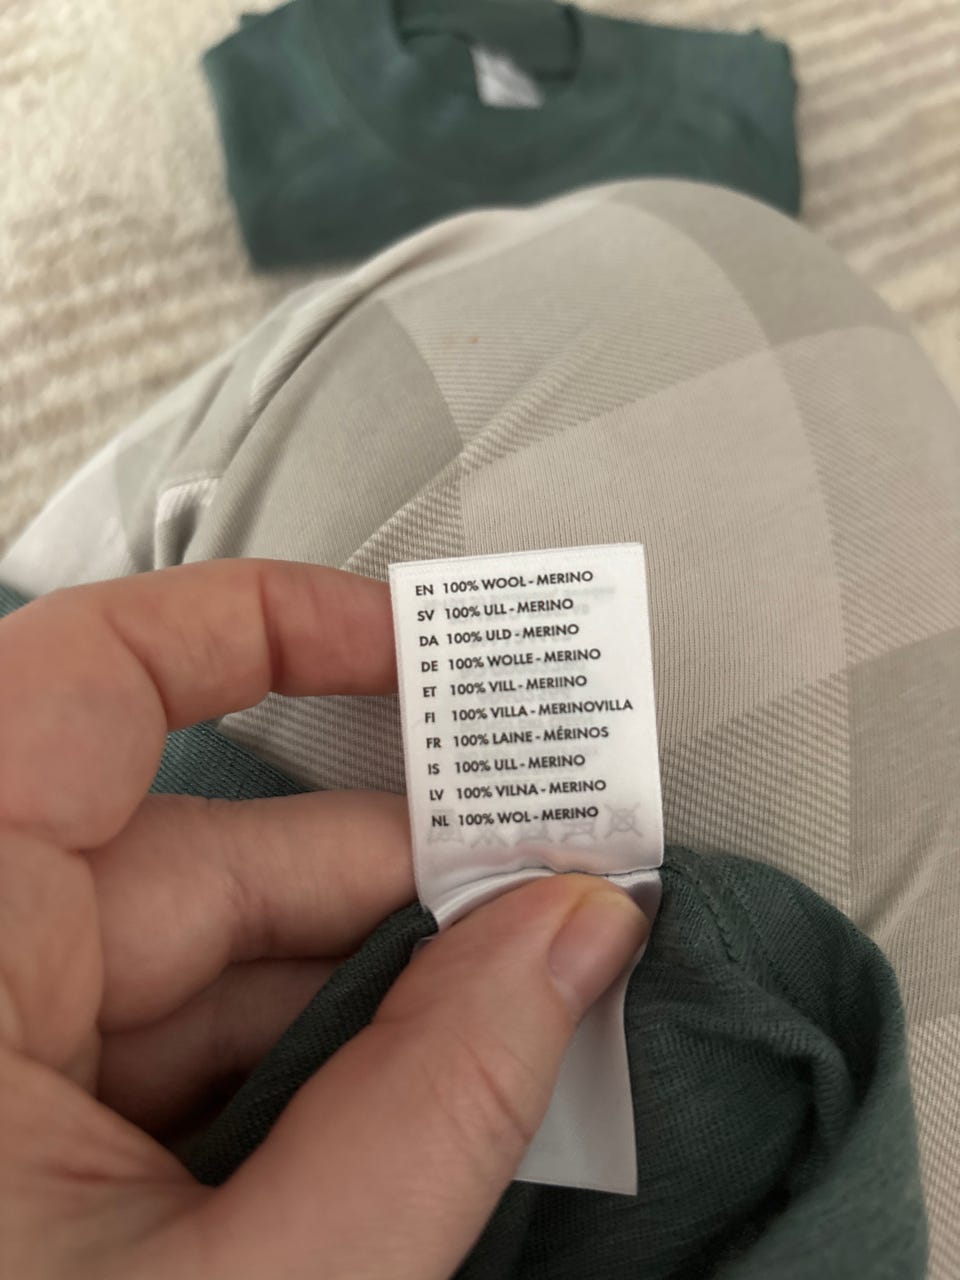 EN 100% WOOL - MERINO
SV 100% ULL - MERINO
DA 100% ULD - MERINO
DE 100% WOLLE - MERINO
ET 100% VILL - MERIINO
FI 100% VILLA - MERINOVILLA
FR 100% LAINE - MÉRINOS
IS 100% ULL - MERINO
LV 100% VILNA - MERINO
NL 100% WOL - MERINO